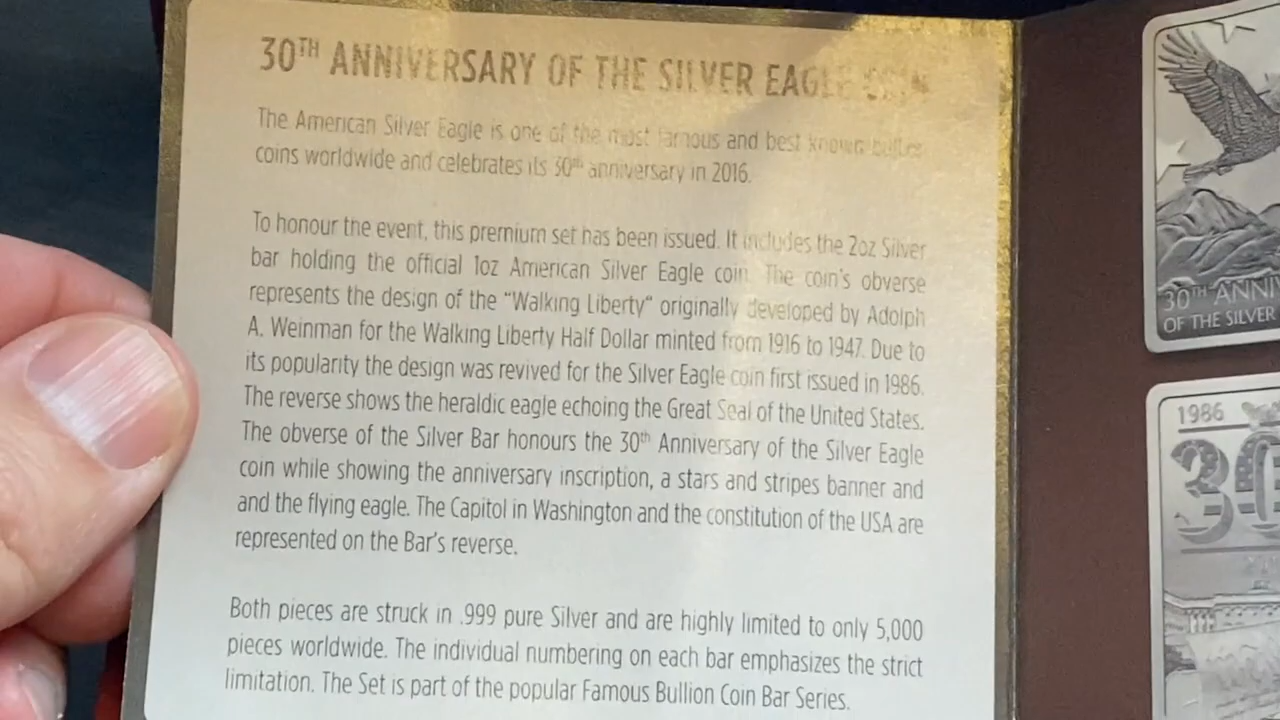 30TH ANNIVERSARY OF THE SILVER EAGLE COIN
The American Silver Eagle is one of the most famous and best known bullion
coins worldwide and celebrates its 30th anniversary in 2016.
To honour the event, this premium set has been issued. It includes the 2oz Silver
bar holding the official 1oz American Silver Eagle coin. The coin's obverse
represents the design of the "Walking Liberty" originally developed by Adolph
A. Weinman for the Walking Liberty Half Dollar minted from 1916 to 1947. Due to
its popularity the design was revived for the Silver Eagle coin first issued in 1986.
The reverse shows the heraldic eagle echoing the Great Seal of the United States.
The obverse of the Silver Bar honours the 30th Anniversary of the Silver Eagle
coin while showing the anniversary inscription, a stars and stripes banner and
and the flying eagle. The Capitol in Washington and the constitution of the USA are
represented on the Bar's reverse.
Both pieces are struck in .999 pure Silver and are highly limited to only 5,000
pieces worldwide. The individual numbering on each bar emphasizes the strict
limitation. The Set is part of the popular Famous Bullion Coin Bar Series.
30TH ANNI
OF THE SILVER
1986
30